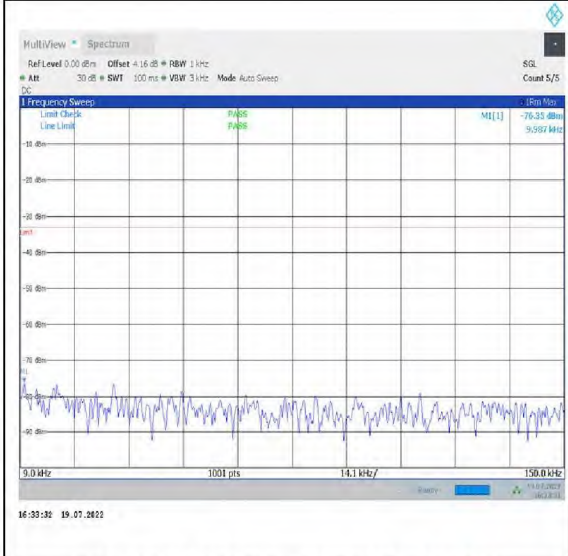 MultiView Spectrum
Ref Level 0.00 dBm Offset 4.16 dB RBW 1 kHz SGL
Att 30 dB SWT 100 ms VBW 3 kHz Mode Auto Sweep Count 5/5
DC
1 Frequency Sweep 1Rm Max
Limit Check PASS M1[1] -76.35 dBm
Line Limit PASS 9.987 kHz
-10 dBm
-20 dBm
-30 dBm
-40 dBm
-50 dBm
-60 dBm
-70 dBm
M1
-80 dBm
-90 dBm
9.0 kHz 1001 pts 14.1 kHz/ 150.0 kHz
19.07.2022
16:33:32 19.07.2022